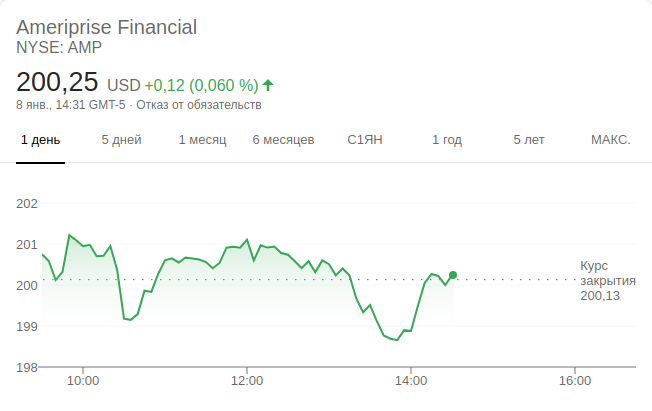 Ameriprise Financial
NYSE: AMP
200,25 USD +0,12 (0,060 %)
8 янв., 14:31 GMT-5 · Отказ от обязательств
1 день 5 дней 1 месяц 6 месяцев С1ЯН 1 год 5 лет МАКС.
202
201
200
199
198
Курс
закрытия
200,13
10:00 12:00 14:00 16:00